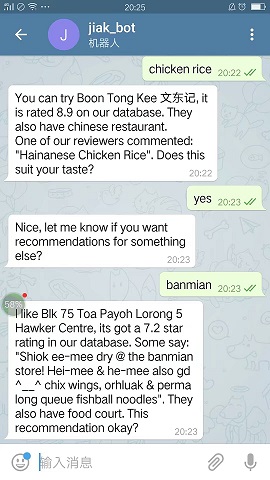 20:25
jiak_bot
机器人
J
chicken rice
20:22
You can try Boon Tong Kee 文东记, it
is rated 8.9 on our database. They
also have chinese restaurant.
One of our reviewers commented:
"Hainanese Chicken Rice". Does this
suit your taste?
20:22
yes
20:23
Nice, let me know if you want
recommendations for something
else?
20:23
banmian
20:23
58%
I like Blk 75 Toa Payoh Lorong 5
Hawker Centre, its got a 7.2 star
rating in our database. Some say:
"Shiok ee-mee dry @ the banmian
store! Hei-mee & he-mee also gd
^__^ chix wings, orhluak & perma
long queue fishball noodles". They
also have food court. This
recommendation okay?
20:23
输入消息